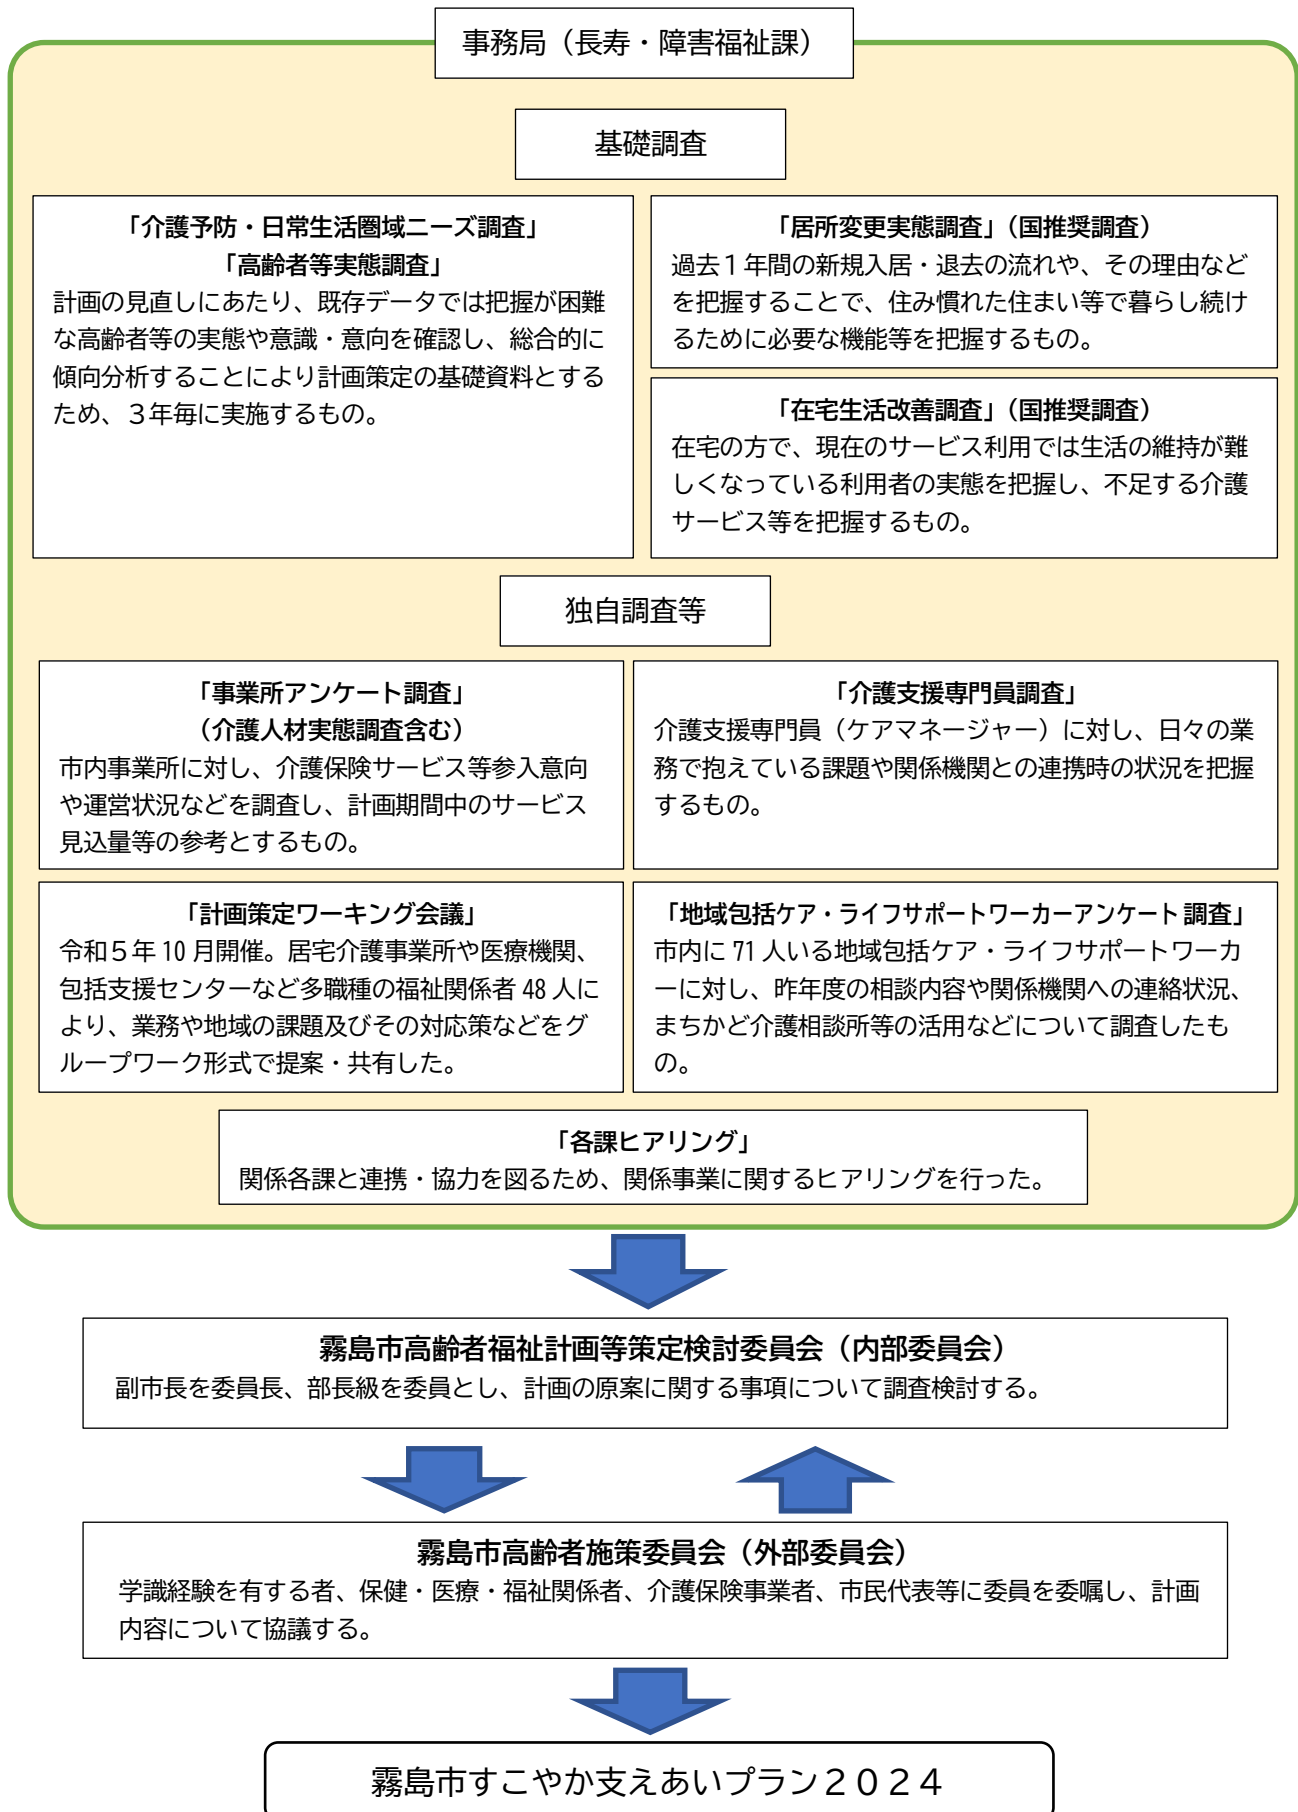 事務局（長寿・障害福祉課）
基礎調査
「介護予防・日常生活圏域ニーズ調査」
「高齢者等実態調査」
計画の見直しにあたり、既存データでは把握が困難
な高齢者等の実態や意識・意向を確認し、総合的に
傾向分析することにより計画策定の基礎資料とする
ため、３年毎に実施するもの。
「居所変更実態調査」（国推奨調査）
過去１年間の新規入居・退去の流れや、その理由など
を把握することで、住み慣れた住まい等で暮らし続け
るために必要な機能等を把握するもの。
「在宅生活改善調査」（国推奨調査）
在宅の方で、現在のサービス利用では生活の維持が難
しくなっている利用者の実態を把握し、不足する介護
サービス等を把握するもの。
独自調査等
「事業所アンケート調査」
（介護人材実態調査含む）
市内事業所に対し、介護保険サービス等参入意向
や運営状況などを調査し、計画期間中のサービス
見込量等の参考とするもの。
「介護支援専門員調査」
介護支援専門員（ケアマネージャー）に対し、日々の業
務で抱えている課題や関係機関との連携時の状況を把握
するもの。
「計画策定ワーキング会議」
令和５年 10 月開催。居宅介護事業所や医療機関、
包括支援センターなど多職種の福祉関係者 48 人に
より、業務や地域の課題及びその対応策などをグ
ループワーク形式で提案・共有した。
「地域包括ケア・ライフサポートワーカーアンケート調査」
市内に 71 人いる地域包括ケア・ライフサポートワーカ
ーに対し、昨年度の相談内容や関係機関への連絡状況、
まちかど介護相談所等の活用などについて調査したも
の。
「各課ヒアリング」
関係各課と連携・協力を図るため、関係事業に関するヒアリングを行った。
霧島市高齢者福祉計画等策定検討委員会（内部委員会）
副市長を委員長、部長級を委員とし、計画の原案に関する事項について調査検討する。
霧島市高齢者施策委員会（外部委員会）
学識経験を有する者、保健・医療・福祉関係者、介護保険事業者、市民代表等に委員を委嘱し、計画
内容について協議する。
霧島市すこやか支えあいプラン２０２４